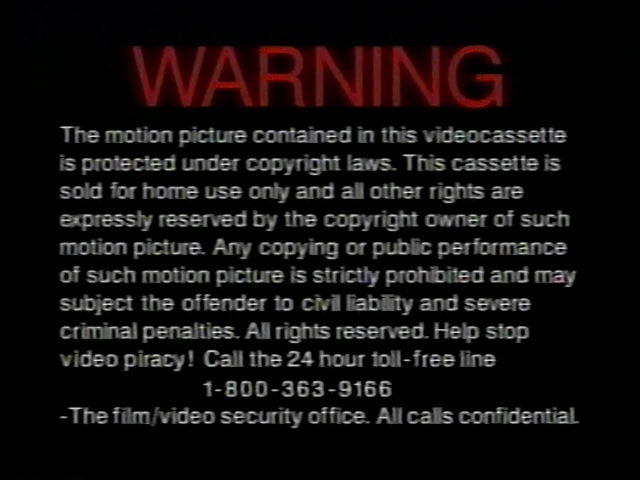 WARNING
The motion picture contained in this videocassette
is protected under copyright laws. This cassette is
sold for home use only and all other rights are
expressly reserved by the copyright owner of such
motion picture. Any copying or public performance
of such motion picture is strictly prohibited and may
subject the offender to civil liability and severe
criminal penalties. All rights reserved. Help stop
video piracy! Call the 24 hour toll-free line
1-800-363-9166
-The film/video security office. All calls confidential.